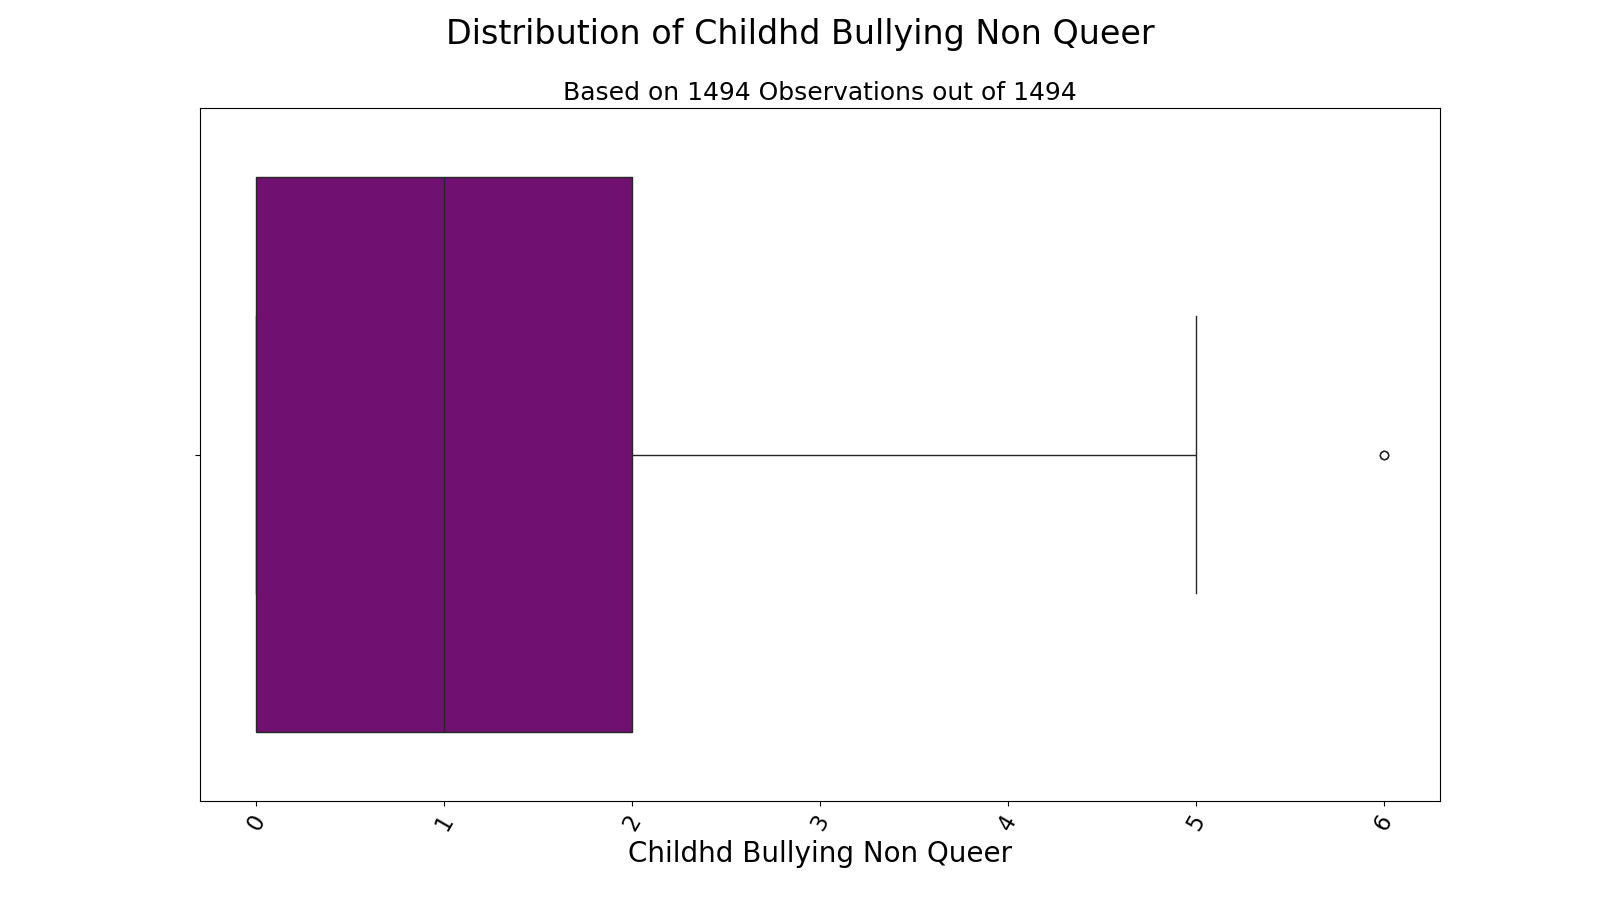 Distribution of Childhd Bullying Non Queer
Based on 1494 Observations out of 1494
0 1 2 3 4 5 6
Childhd Bullying Non Queer